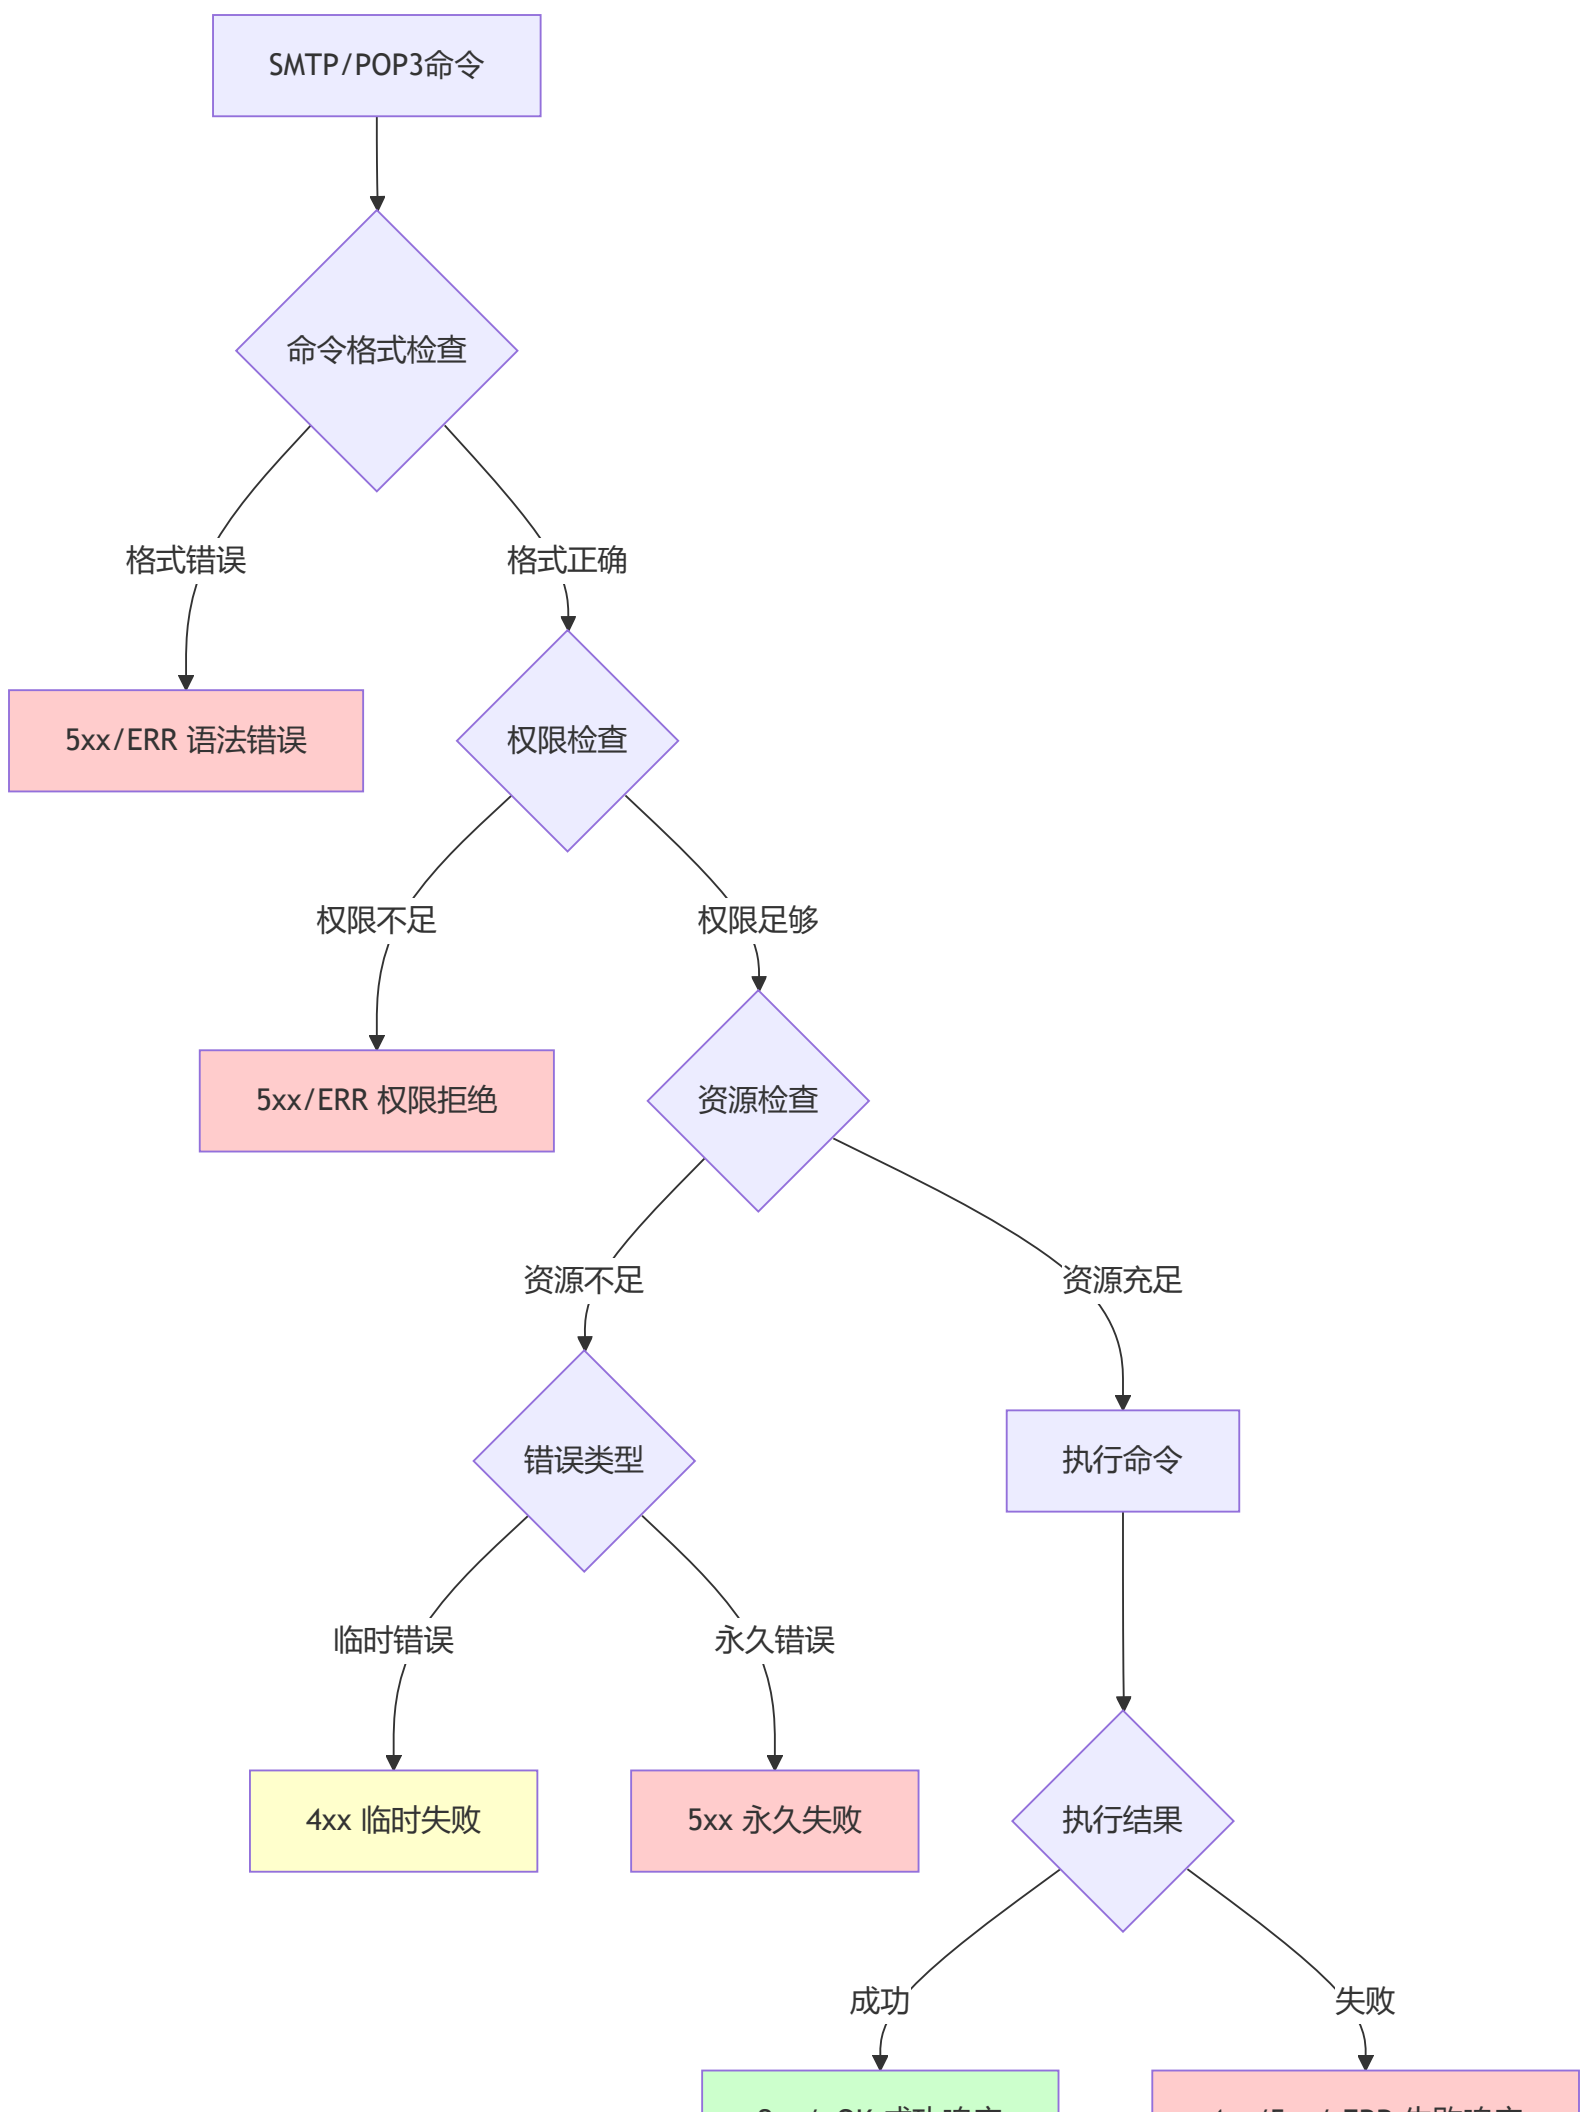 SMTP/POP3命令
命令格式检查
格式错误
格式正确
5xx/ERR 语法错误
权限检查
权限不足
权限足够
5xx/ERR 权限拒绝
资源检查
资源不足
资源充足
错误类型
执行命令
临时错误
永久错误
4xx 临时失败
5xx 永久失败
执行结果
成功
失败